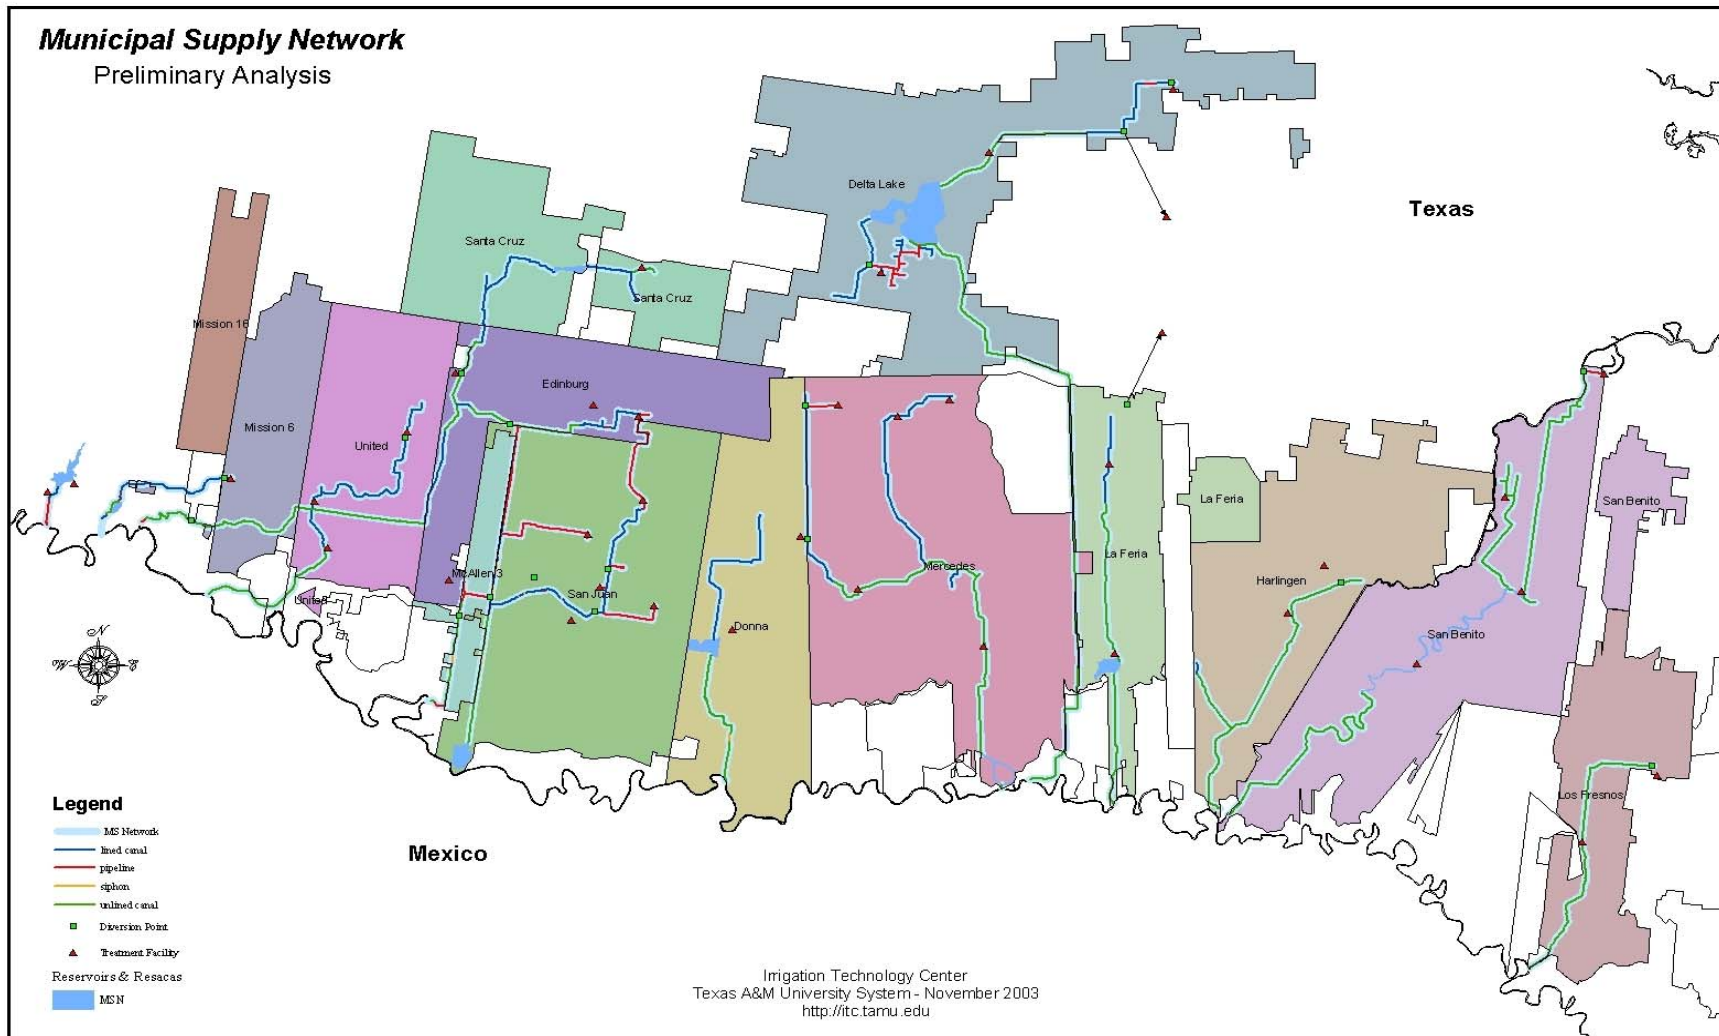 Municipal Supply Network
Preliminary Analysis
Delta Lake
Texas
Santa Cruz
Santa Cruz
Mission 16
Edinburg
Mission 6
United
La Feria
San Benito
La Feria
McAllen 3
Mercedes
Harlingen
San Juan
United
Donna
San Benito
N
W
E
S
Los Fresnos
Legend
MS Network
lined canal
pipeline
siphon
unlined canal
Diversion Point
Treatment Facility
Reservoirs & Resacas
MSN
Mexico
Irrigation Technology Center
Texas A&M University System - November 2003
http://itc.tamu.edu